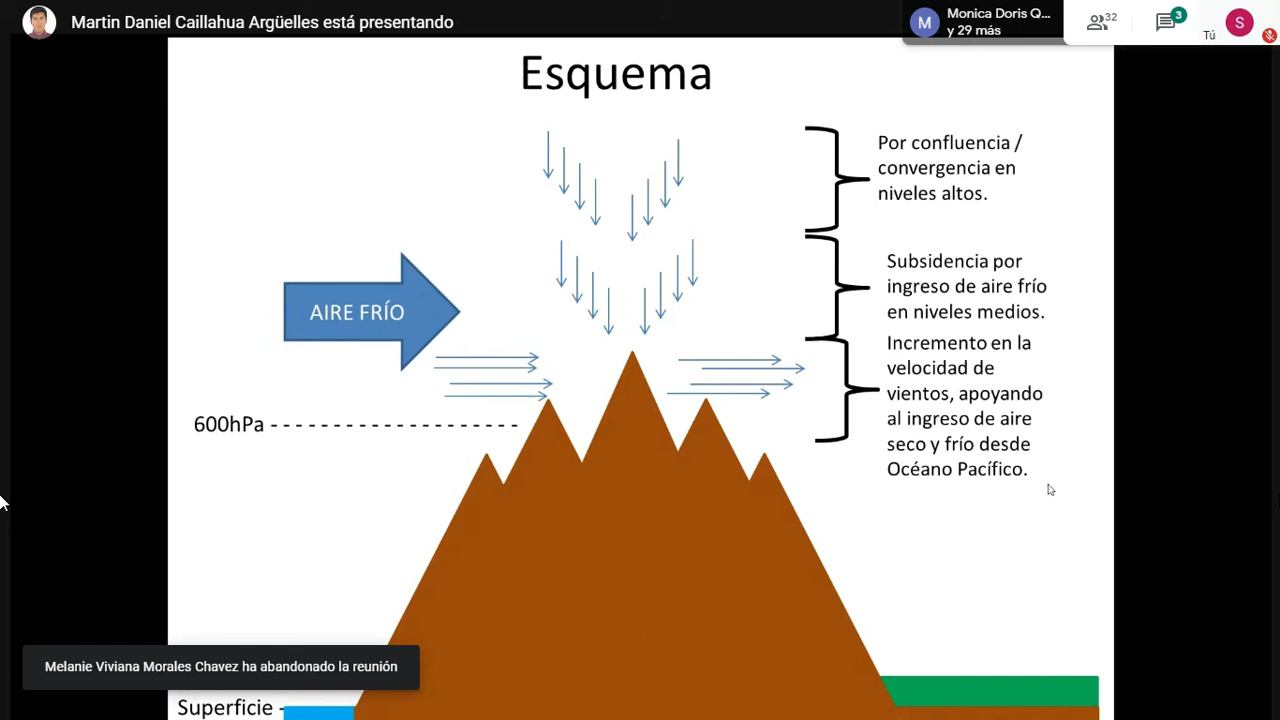 Martin Daniel Caillahua Argüelles está presentando
M
Monica Doris Q...
y 29 más
32
3
Tú
S
Esquema
Por confluencia /
convergencia en
niveles altos.
Subsidencia por
ingreso de aire frío
en niveles medios.
AIRE FRÍO
Incremento en la
velocidad de
vientos, apoyando
al ingreso de aire
seco y frío desde
Océano Pacífico.
600hPa - - - - - - - - - - - - - - - - - - - -
Melanie Viviana Morales Chavez ha abandonado la reunión
Superficie -